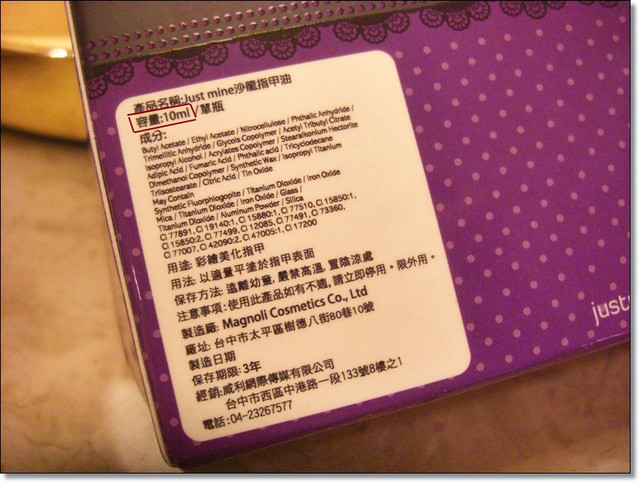 產品名稱:Just mine沙龍指甲油
容量:10ml/單瓶
成分:
Butyl Acetate / Ethyl Acetate / Nitrocellulose / Phthalic Anhydride /
Trimellitic Anhydride / Glycols Copolymer / Acetyl Tributyl Citrate
Isopropyl Alcohol / Acrylates Copolymer / Stearalkonium Hectorite
Adipic Acid / Fumaric Acid / Phthalic acid / Tricyclodecane
Dimethanol Copolymer / Synthetic Wax / Isopropyl Titanium
Triisostearate / Citric Acid / Tin Oxide
May Contain
Synthetic Fluorphlogopite / Titanium Dioxide / Iron Oxide
Mica / Titanium Dioxide / Iron Oxide / Glass /
Titanium Dioxide / Aluminum Powder / Silica
CI 77891, CI 19140:1, CI 15880:1, CI 77510, CI 15850:1,
CI 15850:2, CI 77499, CI 12085, CI 77491, CI 73360,
CI 77007, CI 42090:2, CI 47005:1, CI 17200
用途: 彩繪美化指甲
用法: 以適量平塗於指甲表面
保存方法: 遠離幼童, 嚴禁高溫, 置陰涼處
注意事項: 使用此產品如有不適, 請立即停用。限外用。
製造廠: Magnoli Cosmetics Co., Ltd
廠址: 台中市太平區樹德八街80巷10號
製造日期
保存期限: 3年
經銷: 威利網際傳媒有限公司
台中市西區中港路一段133號8樓之1
電話:04-23267577
just